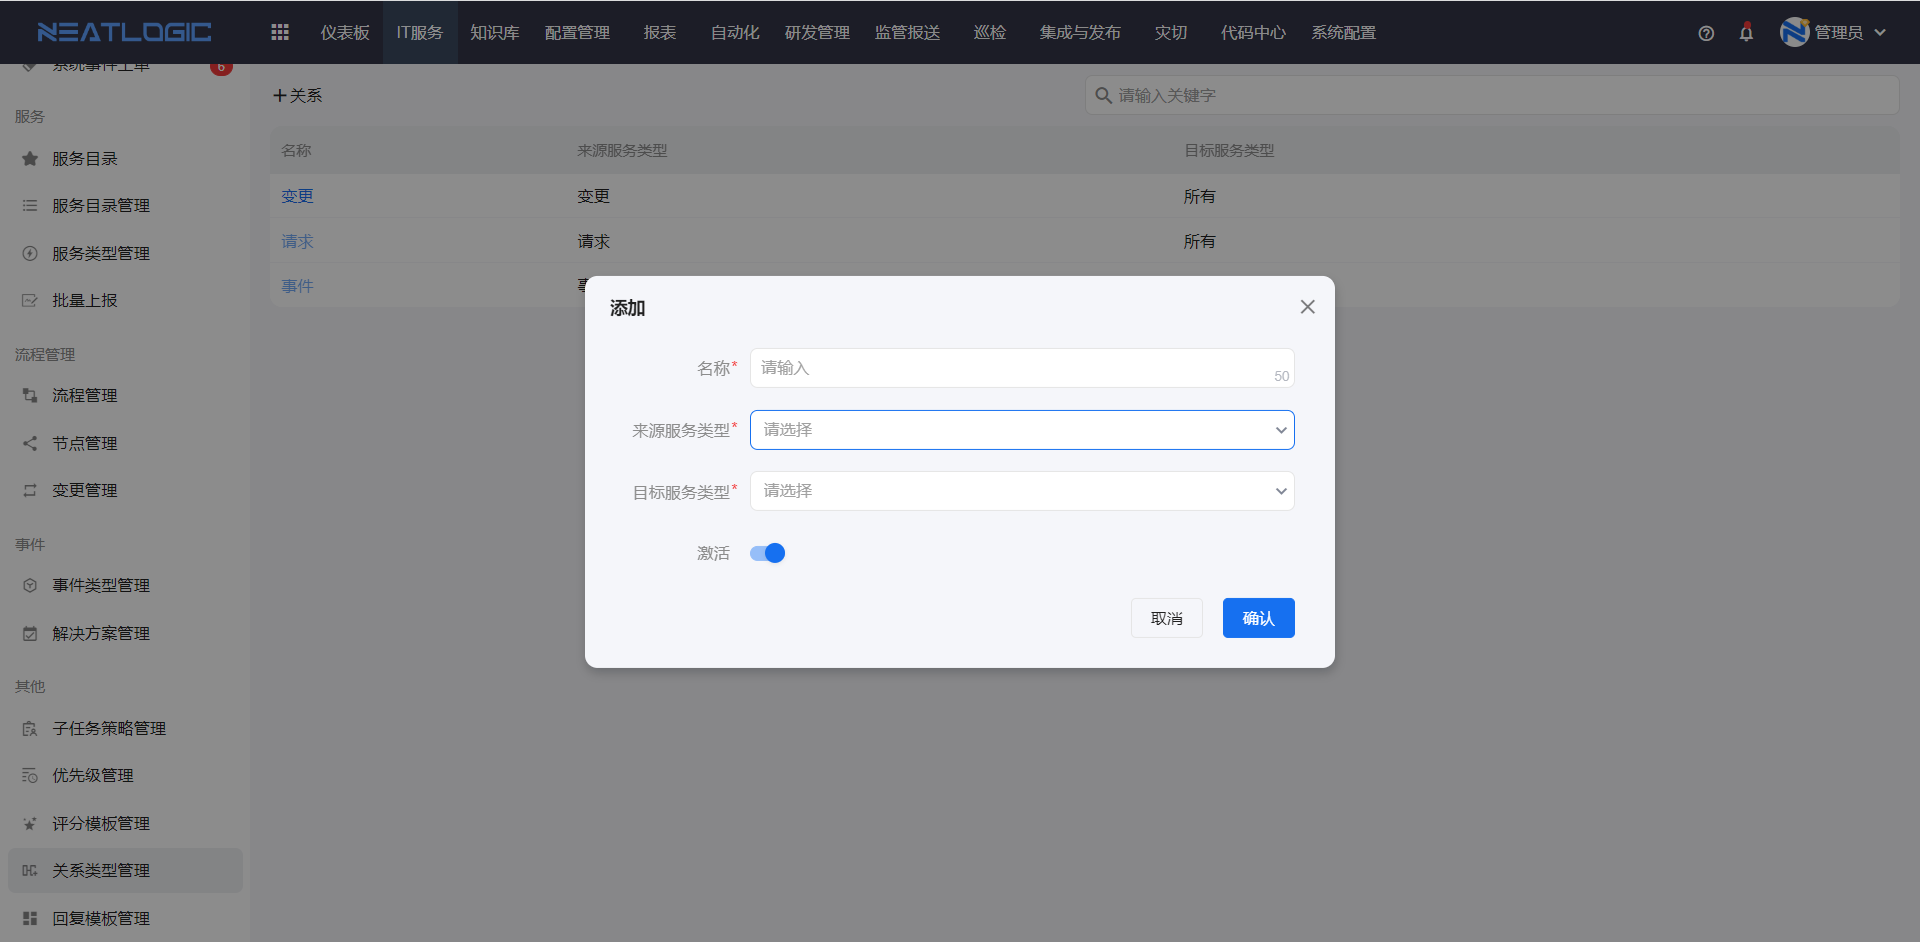 NEATLOGIC
仪表板 IT服务 知识库 配置管理 报表 自动化 研发管理 监管报送 巡检 集成与发布 灾切 代码中心 系统配置
管理员
系统事件上单 6
服务
服务目录
服务目录管理
服务类型管理
批量上报
流程管理
流程管理
节点管理
变更管理
事件
事件类型管理
解决方案管理
其他
子任务策略管理
优先级管理
评分模板管理
关系类型管理
回复模板管理
关系
请输入关键字
名称 来源服务类型 目标服务类型
变更 变更 所有
请求 请求 所有
事件
添加
名称* 请输入 50
来源服务类型* 请选择
目标服务类型* 请选择
激活
取消 确认